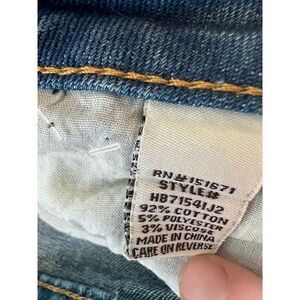 RN#151671
STYLE#
HB71541J2
92% COTTON
5% POLYESTER
3% VISCOSE
MADE IN CHINA
CARE ON REVERSE